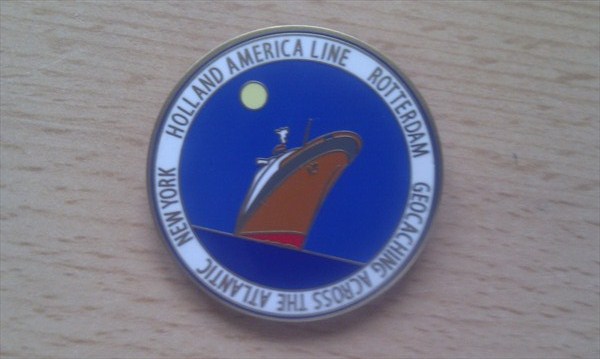 HOLLAND AMERICA LINE
ROTTERDAM
GEOCACHING ACROSS THE ATLANTIC
NEW YORK